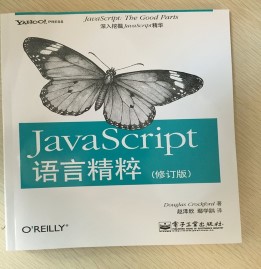 YAHOO! PRESS
JavaScript: The Good Parts
深入挖掘JavaScript精华
JavaScript
语言精粹 (修订版)
Douglas Crockford 著
赵泽欣 鄢学鹍 译
O'REILLY®
电子工业出版社